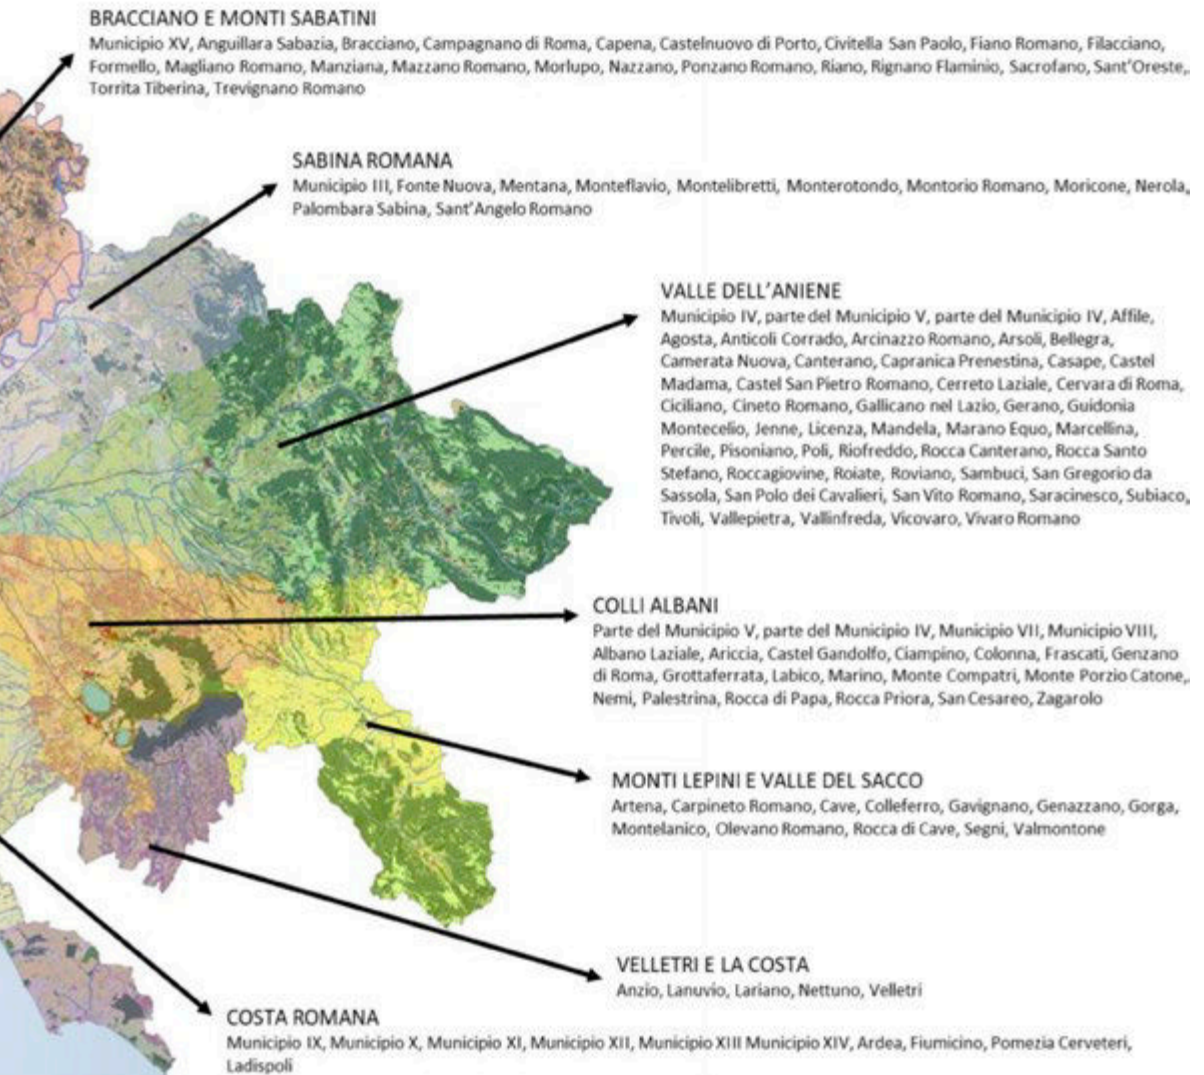 BRACCIANO E MONTI SABATINI
Municipio XV, Anguillara Sabazia, Bracciano, Campagnano di Roma, Capena, Castelnuovo di Porto, Civitella San Paolo, Fiano Romano, Filacciano,
Formello, Magliano Romano, Manziana, Mazzano Romano, Morlupo, Nazzano, Ponzano Romano, Riano, Rignano Flaminio, Sacrofano, Sant'Oreste,
Torrita Tiberina, Trevignano Romano
SABINA ROMANA
Municipio III, Fonte Nuova, Mentana, Monteflavio, Montelibretti, Monterotondo, Montorio Romano, Moricone, Nerola,
Palombara Sabina, Sant'Angelo Romano
VALLE DELL'ANIENE
Municipio IV, parte del Municipio V, parte del Municipio IV, Affile,
Agosta, Anticoli Corrado, Arcinazzo Romano, Arsoli, Bellegra,
Camerata Nuova, Canterano, Capranica Prenestina, Casape, Castel
Madama, Castel San Pietro Romano, Cerreto Laziale, Cervara di Roma,
Ciciliano, Cineto Romano, Gallicano nel Lazio, Gerano, Guidonia
Montecelio, Jenne, Licenza, Mandela, Marano Equo, Marcellina,
Percile, Pisoniano, Poli, Riofreddo, Rocca Canterano, Rocca Santo
Stefano, Roccagiovine, Roiate, Roviano, Sambuci, San Gregorio da
Sassola, San Polo dei Cavalieri, San Vito Romano, Saracinesco, Subiaco,
Tivoli, Vallepietra, Vallinfreda, Vicovaro, Vivaro Romano
COLLI ALBANI
Parte del Municipio V, parte del Municipio IV, Municipio VII, Municipio VIII,
Albano Laziale, Ariccia, Castel Gandolfo, Ciampino, Colonna, Frascati, Genzano
di Roma, Grottaferrata, Labico, Marino, Monte Compatri, Monte Porzio Catone,
Nemi, Palestrina, Rocca di Papa, Rocca Priora, San Cesareo, Zagarolo
MONTI LEPINI E VALLE DEL SACCO
Artena, Carpineto Romano, Cave, Colleferro, Gavignano, Genazzano, Gorga,
Montelanico, Olevano Romano, Rocca di Cave, Segni, Valmontone
VELLETRI E LA COSTA
Anzio, Lanuvio, Lariano, Nettuno, Velletri
COSTA ROMANA
Municipio IX, Municipio X, Municipio XI, Municipio XII, Municipio XIII Municipio XIV, Ardea, Fiumicino, Pomezia Cerveteri,
Ladispoli